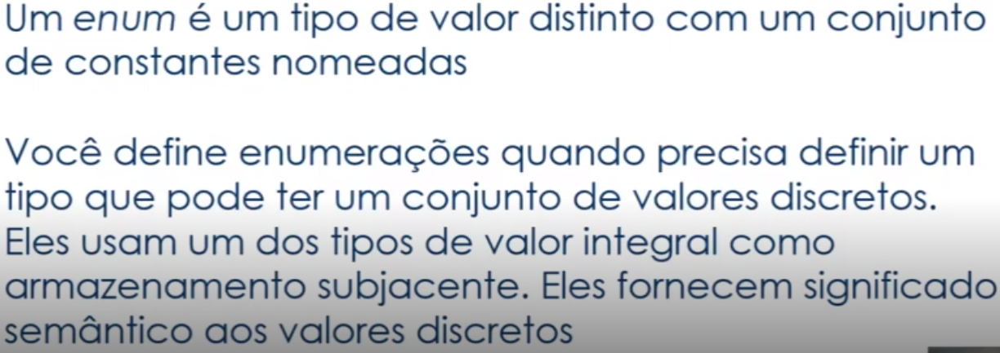 Um enum é um tipo de valor distinto com um conjunto
de constantes nomeadas
Você define enumerações quando precisa definir um
tipo que pode ter um conjunto de valores discretos.
Eles usam um dos tipos de valor integral como
armazenamento subjacente. Eles fornecem significado
semântico aos valores discretos